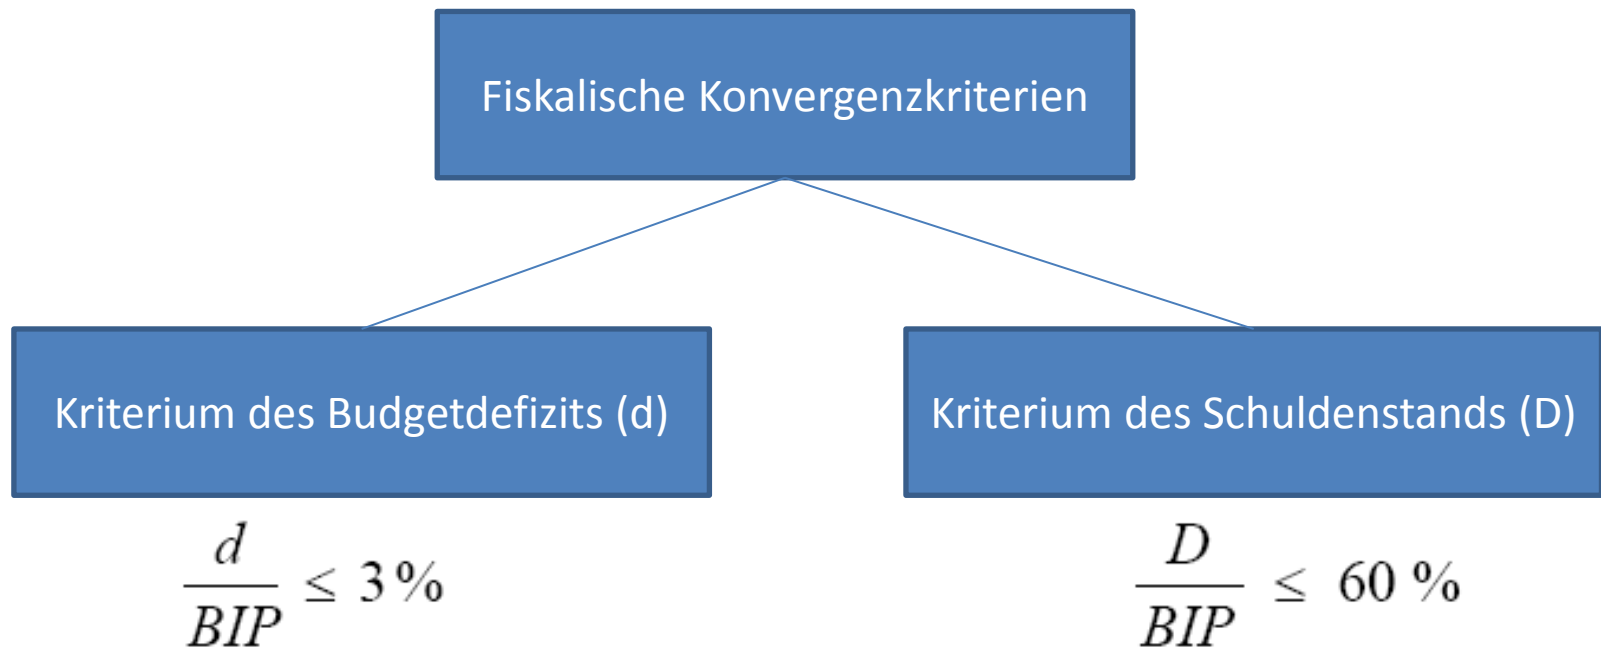 Fiskalische Konvergenzkriterien
Kriterium des Budgetdefizits (d)
Kriterium des Schuldenstands (D)
d/BIP ≤ 3%
D/BIP ≤ 60 %